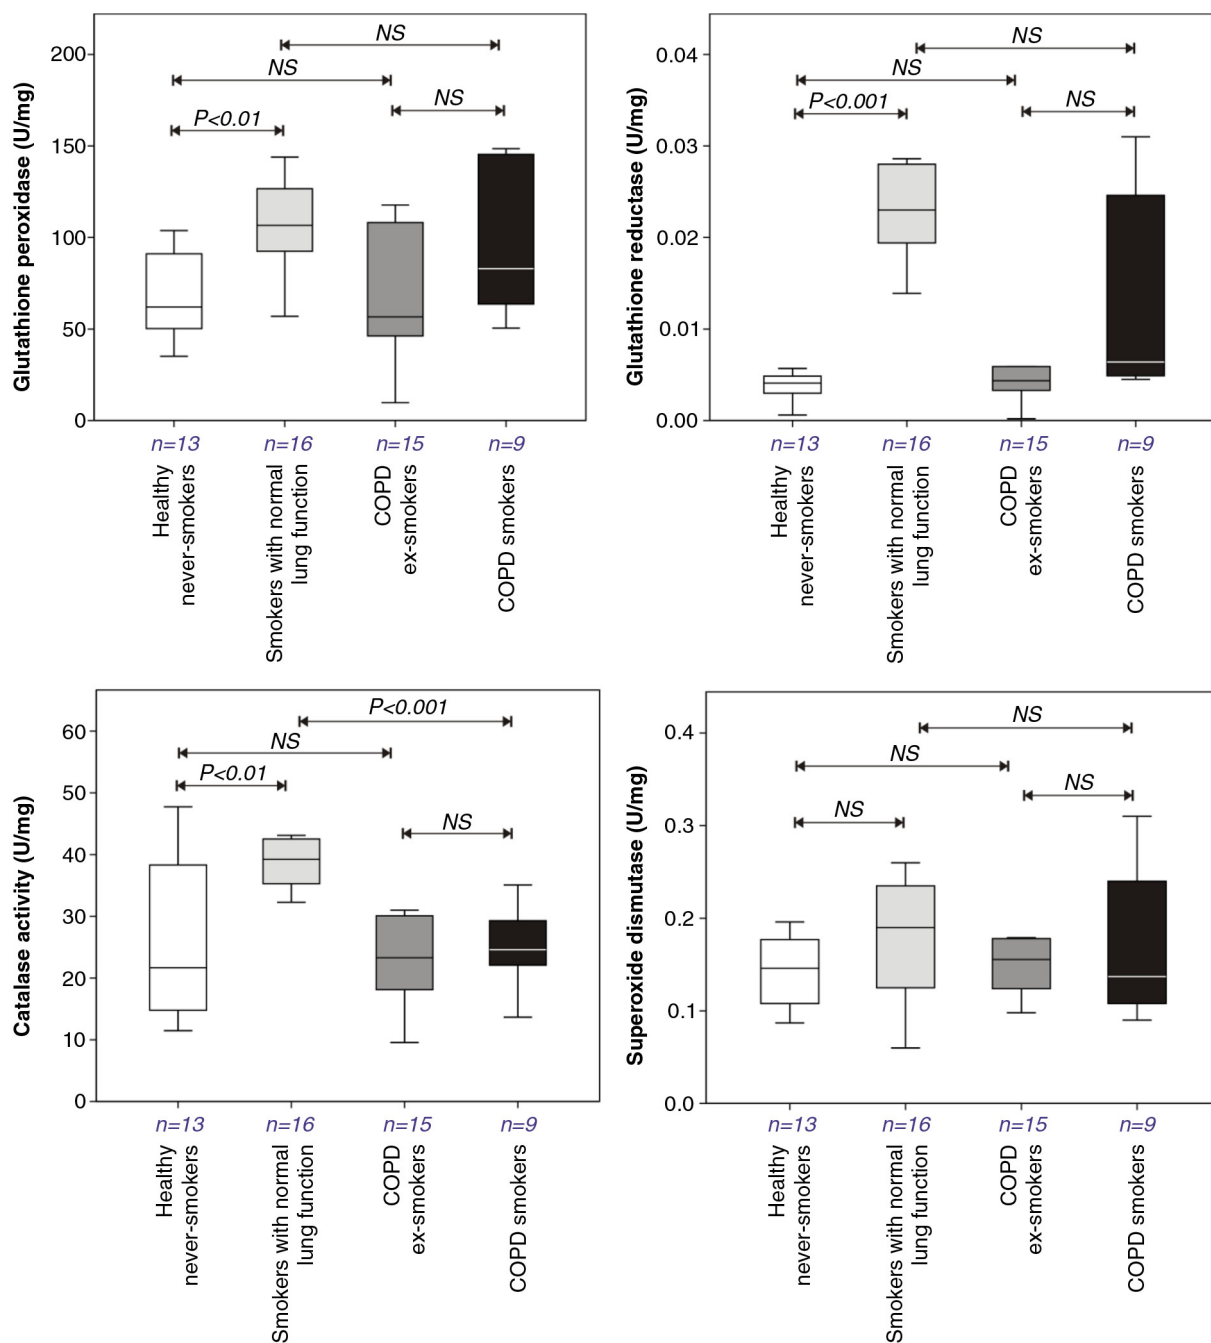 Glutathione peroxidase (U/mg)
200
150
100
50
0
NS
NS
NS
P<0.01
n=13
n=16
n=15
n=9
Healthy
never-smokers
Smokers with normal
lung function
COPD
ex-smokers
COPD smokers
Glutathione reductase (U/mg)
0.04
0.03
0.02
0.01
0.00
NS
NS
P<0.001
NS
n=13
n=16
n=15
n=9
Healthy
never-smokers
Smokers with normal
lung function
COPD
ex-smokers
COPD smokers
Catalase activity (U/mg)
60
50
40
30
20
10
0
P<0.001
NS
P<0.01
NS
n=13
n=16
n=15
n=9
Healthy
never-smokers
Smokers with normal
lung function
COPD
ex-smokers
COPD smokers
Superoxide dismutase (U/mg)
0.4
0.3
0.2
0.1
0.0
NS
NS
NS
NS
n=13
n=16
n=15
n=9
Healthy
never-smokers
Smokers with normal
lung function
COPD
ex-smokers
COPD smokers